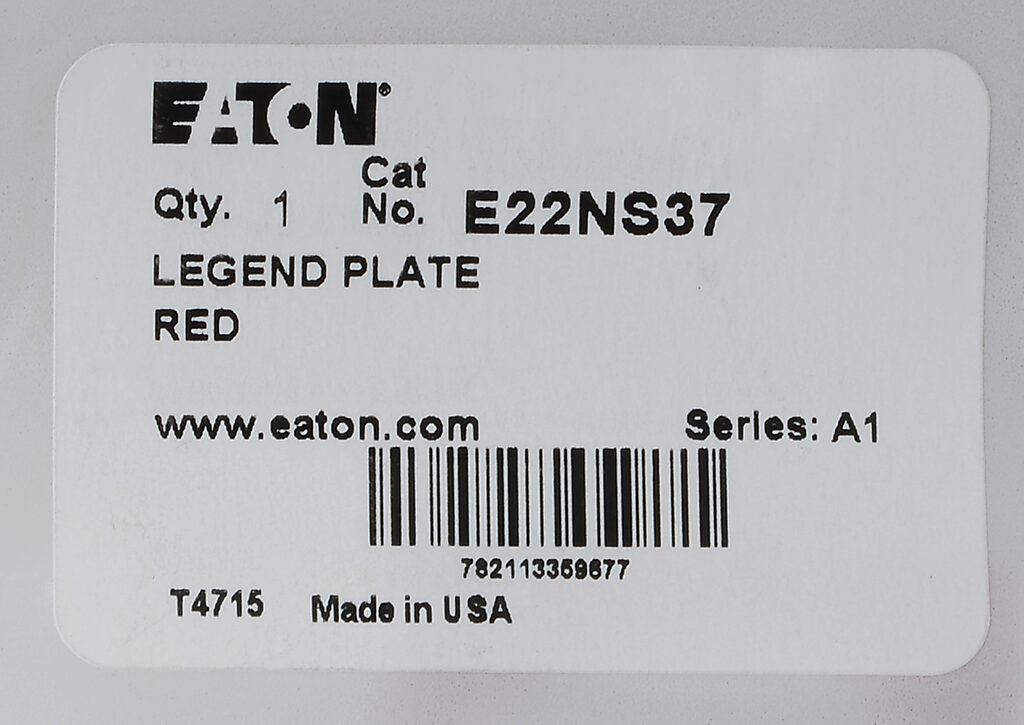 EATON®
Qty. 1 Cat No. E22NS37
LEGEND PLATE
RED
www.eaton.com Series: A1
782113359677
T4715 Made in USA